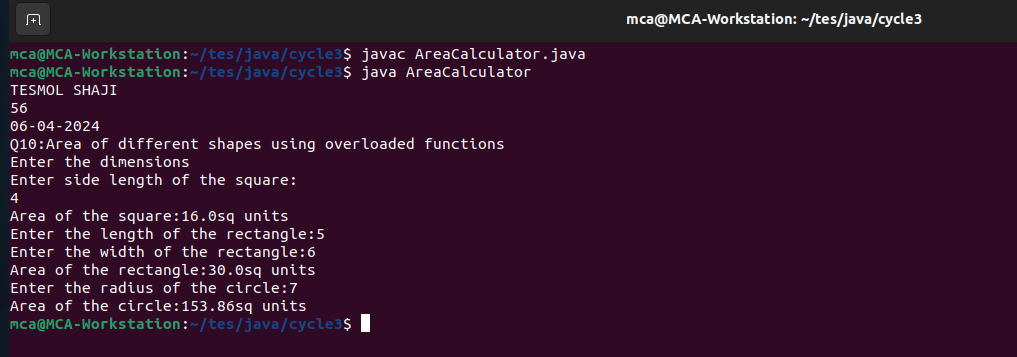 mca@MCA-Workstation: ~/tes/java/cycle3
mca@MCA-Workstation:~/tes/java/cycle3$ javac AreaCalculator.java
mca@MCA-Workstation:~/tes/java/cycle3$ java AreaCalculator
TESMOL SHAJI
56
06-04-2024
Q10:Area of different shapes using overloaded functions
Enter the dimensions
Enter side length of the square:
4
Area of the square:16.0sq units
Enter the length of the rectangle:5
Enter the width of the rectangle:6
Area of the rectangle:30.0sq units
Enter the radius of the circle:7
Area of the circle:153.86sq units
mca@MCA-Workstation:~/tes/java/cycle3$